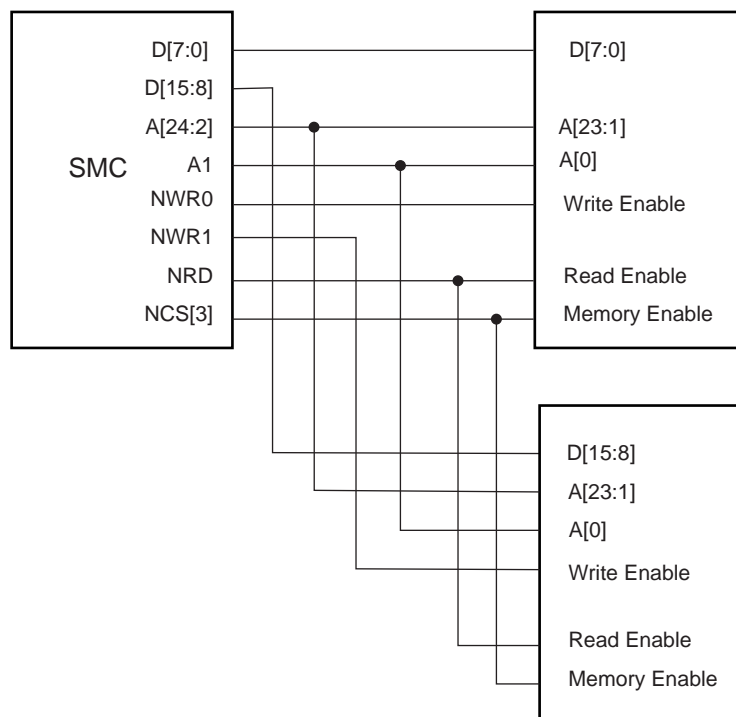 D[7:0]
D[7:0]
D[15:8]
A[24:2]
A[23:1]
SMC
A1
A[0]
NWR0
Write Enable
NWR1
NRD
Read Enable
NCS[3]
Memory Enable
D[15:8]
A[23:1]
A[0]
Write Enable
Read Enable
Memory Enable